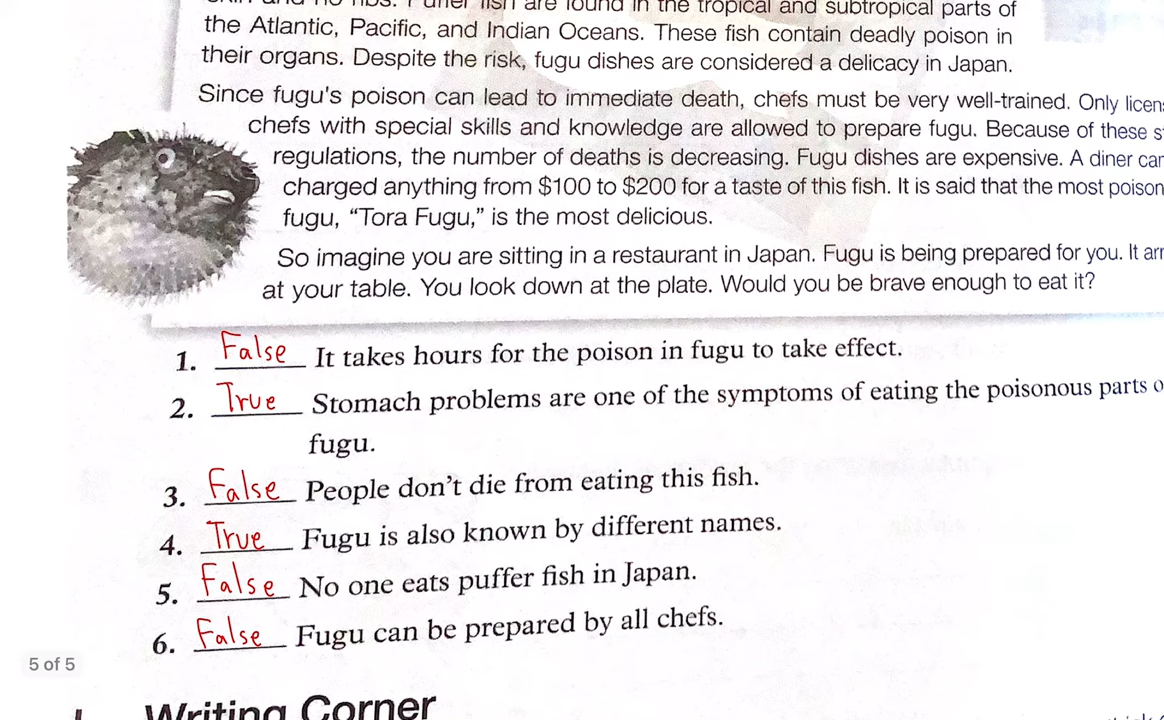 are found in the tropical and subtropical parts of
the Atlantic, Pacific, and Indian Oceans. These fish contain deadly poison in
their organs. Despite the risk, fugu dishes are considered a delicacy in Japan.
Since fugu's poison can lead to immediate death, chefs must be very well-trained. Only
chefs with special skills and knowledge are allowed to prepare fugu. Because of these
regulations, the number of deaths is decreasing. Fugu dishes are expensive. A diner
charged anything from $100 to $200 for a taste of this fish. It is said that the most
fugu, “Tora Fugu,” is the most delicious.
So imagine you are sitting in a restaurant in Japan. Fugu is being prepared for you. It
at your table. You look down at the plate. Would you be brave enough to eat it?
1. False It takes hours for the poison in fugu to take effect.
2. True Stomach problems are one of the symptoms of eating the poisonous parts
fugu.
3. False People don’t die from eating this fish.
4. True Fugu is also known by different names.
5. False No one eats puffer fish in Japan.
6. False Fugu can be prepared by all chefs.
5 of 5
Writing Corner